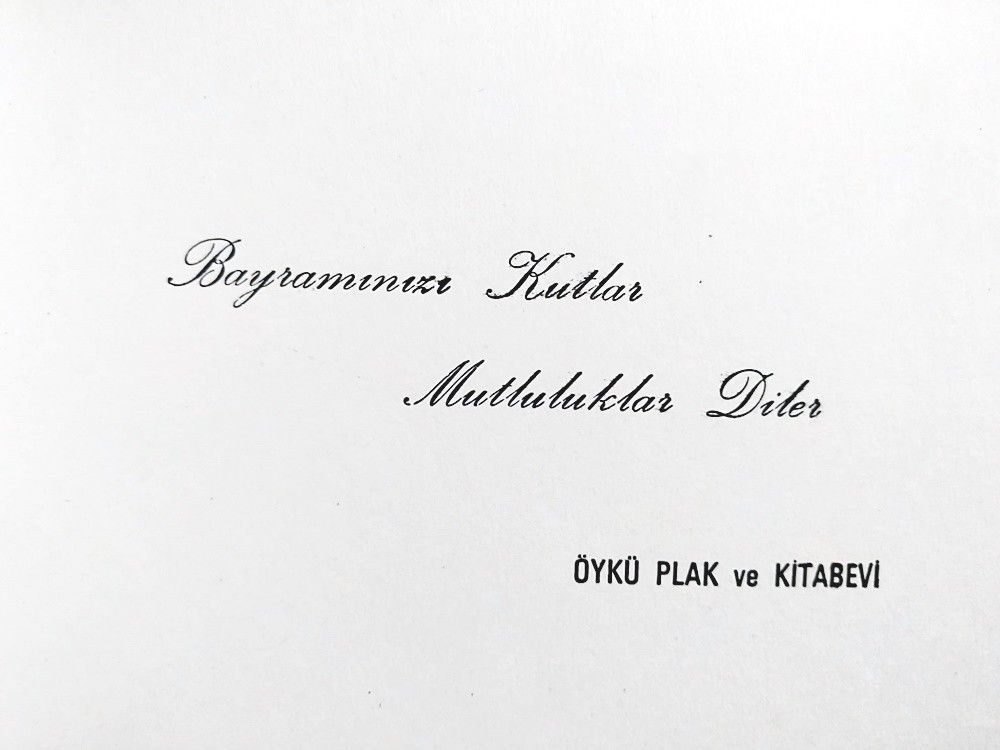 Bayramınızı Kutlar
Mutluluklar Diler
ÖYKÜ PLAK ve KİTABEVİ